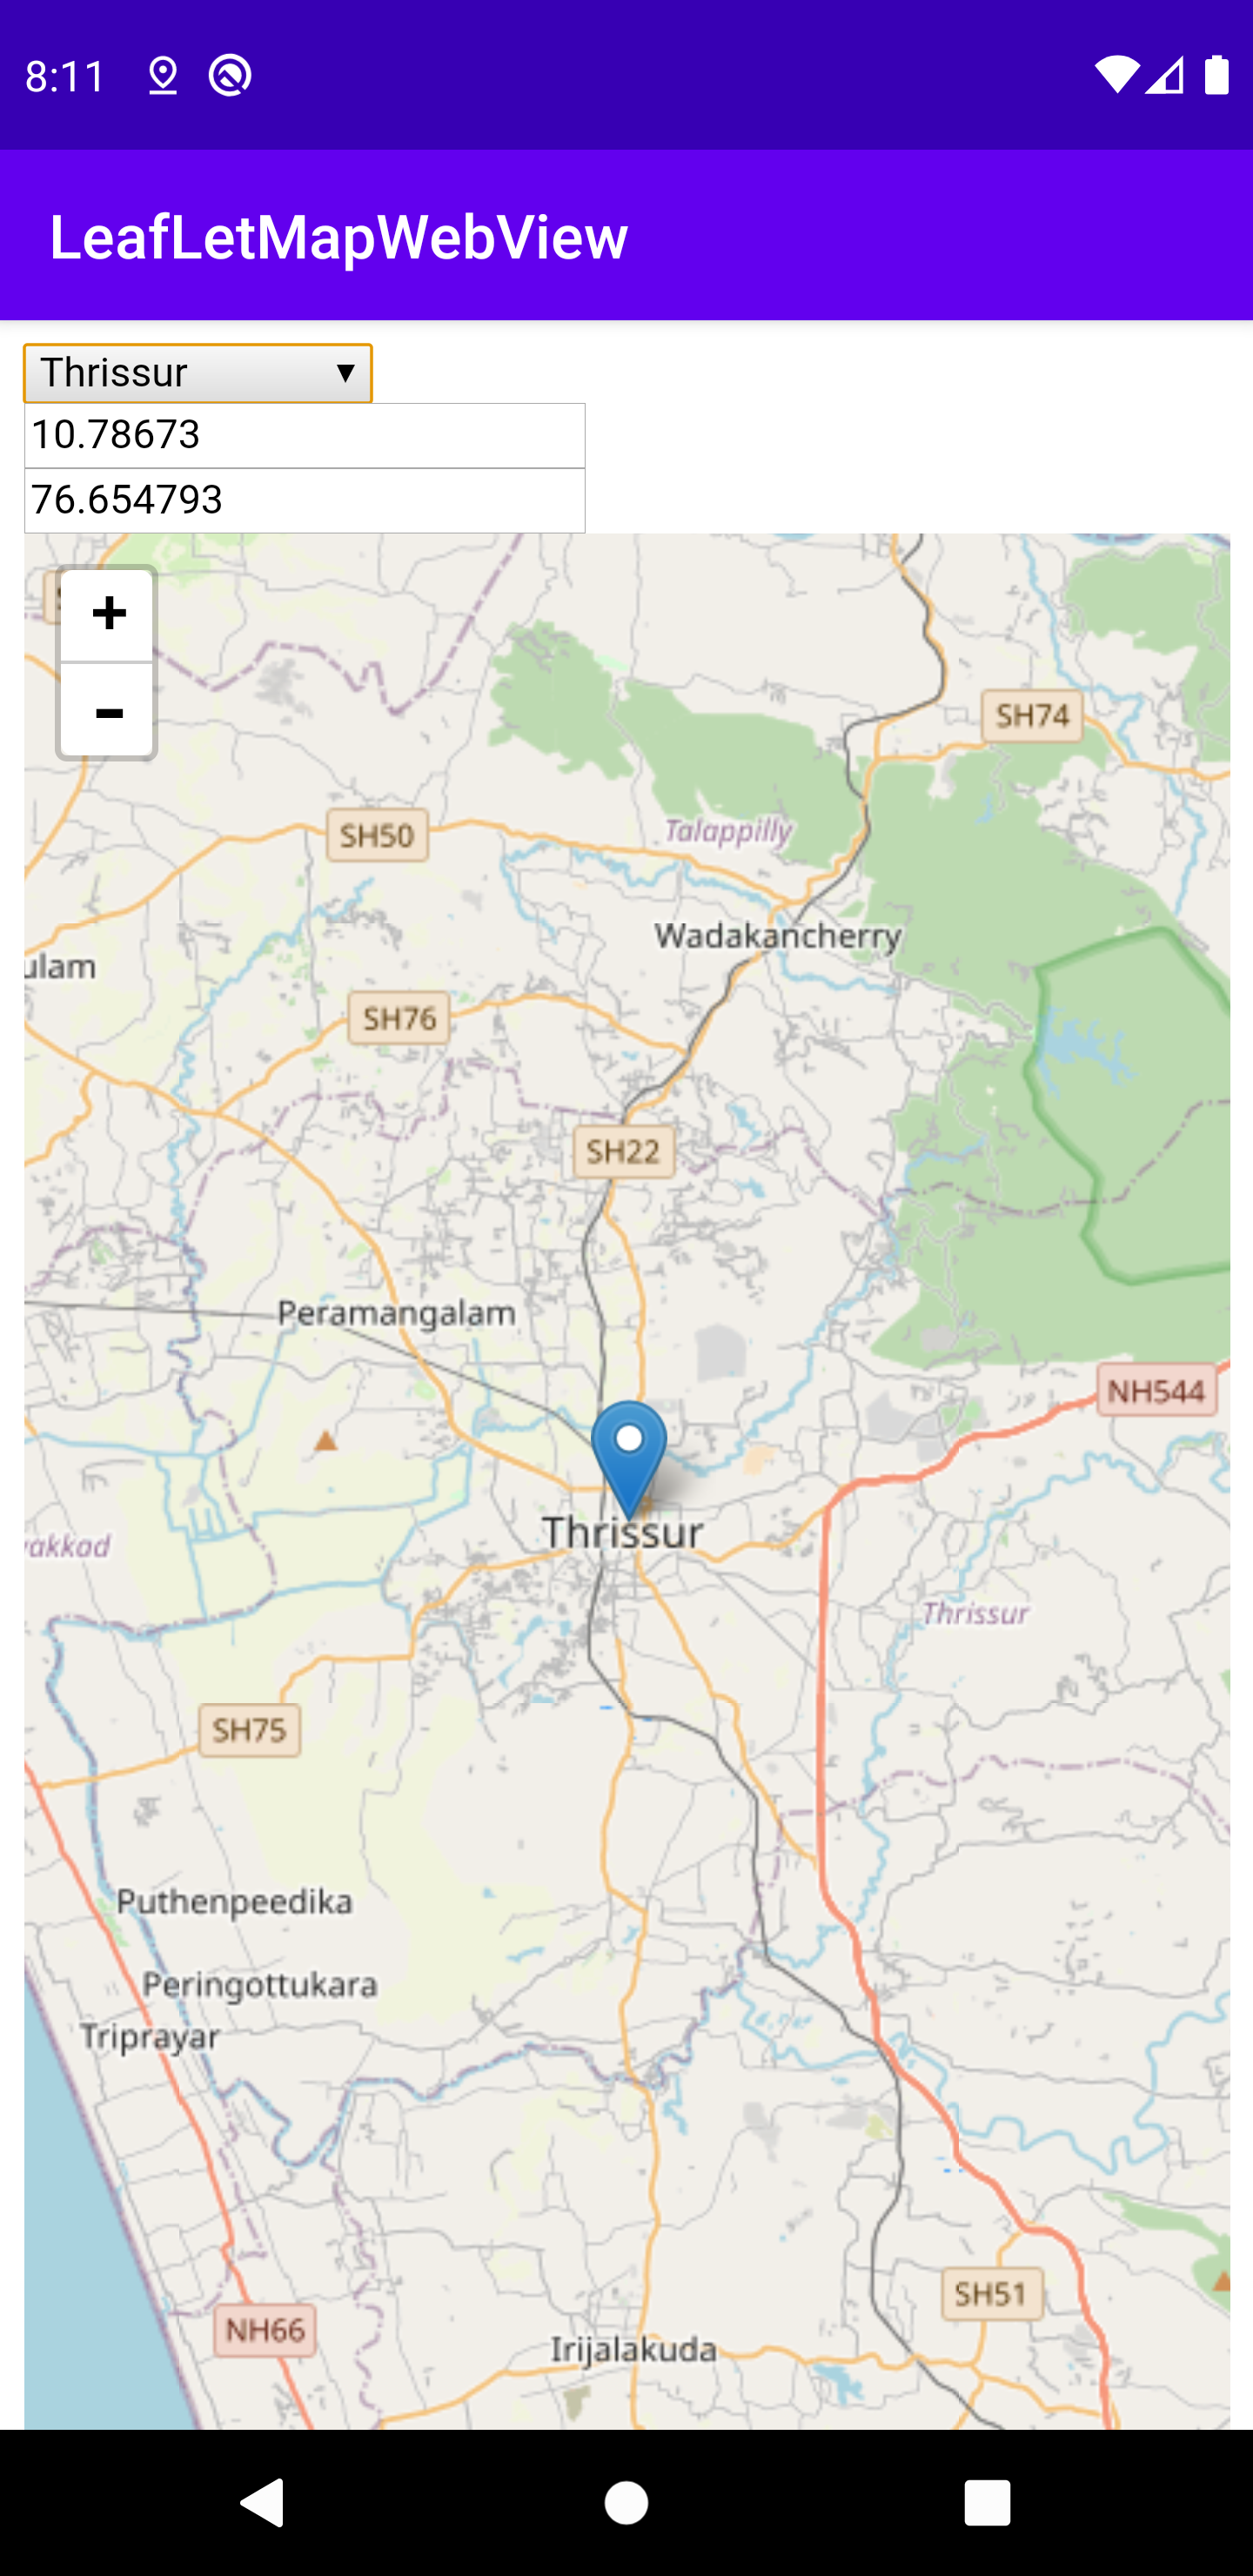 8:11
LeafLetMapWebView
Thrissur
10.78673
76.654793
+
-
SH74
SH50
Talappilly
Wadakancherry
ulam
SH76
SH22
Peramangalam
NH544
Thrissur
akkad
Thrissur
SH75
Puthenpeedika
Peringottukara
Triprayar
SH51
NH66
Irijalakuda